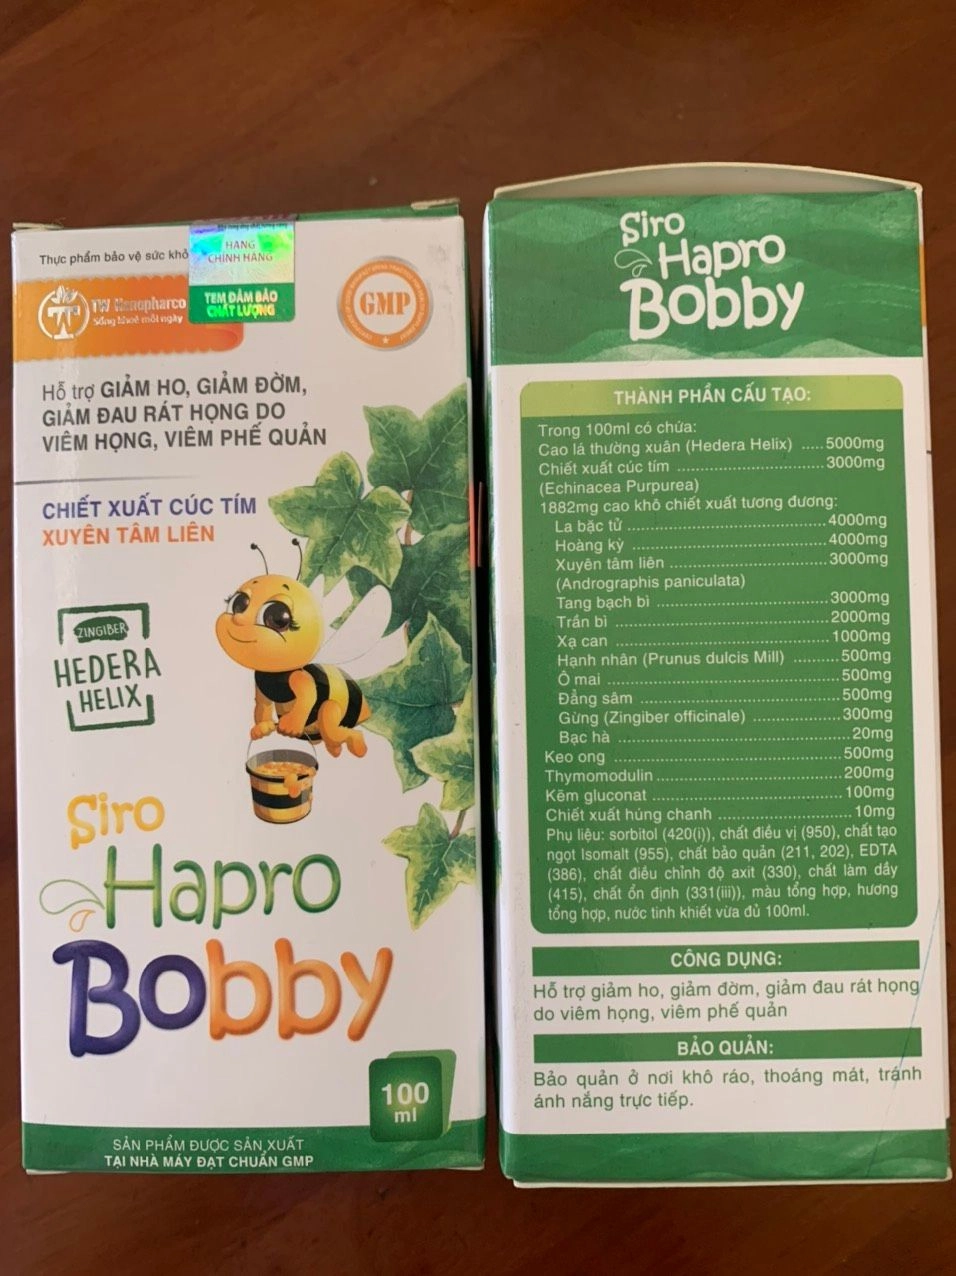 Thực phẩm bảo vệ sức khỏ
HÀNG
CHÍNH HÃNG
TEM ĐẢM BẢO
CHẤT LƯỢNG
TW Hanopharco
Sống khoẻ mỗi ngày
GMP
Hỗ trợ GIẢM HO, GIẢM ĐỜM,
GIẢM ĐAU RÁT HỌNG DO
VIÊM HỌNG, VIÊM PHẾ QUẢN
CHIẾT XUẤT CÚC TÍM
XUYÊN TÂM LIÊN
ZINGIBER
HEDERA
HELIX
Siro
Hapro
Bobby
100
ml
SẢN PHẨM ĐƯỢC SẢN XUẤT
TẠI NHÀ MÁY ĐẠT CHUẨN GMP
Siro
Hapro
Bobby
THÀNH PHẦN CẤU TẠO:
Trong 100ml có chứa:
Cao lá thường xuân (Hedera Helix) .....5000mg
Chiết xuất cúc tím ..............................3000mg
(Echinacea Purpurea)
1882mg cao khô chiết xuất tương đương:
La bặc tử ........................................4000mg
Hoàng kỳ ........................................4000mg
Xuyên tâm liên ................................3000mg
(Andrographis paniculata)
Tang bạch bì ...................................3000mg
Trần bì ............................................2000mg
Xạ can ............................................1000mg
Hạnh nhân (Prunus dulcis Mill) ..........500mg
Ô mai ...............................................500mg
Đẳng sâm .........................................500mg
Gừng (Zingiber officinale) ..................300mg
Bạc hà ................................................20mg
Keo ong ..............................................500mg
Thymomodulin......................................200mg
Kẽm gluconat .......................................100mg
Chiết xuất húng chanh ..........................10mg
Phụ liệu: sorbitol (420(i)), chất điều vị (950), chất tạo
ngọt Isomalt (955), chất bảo quản (211, 202), EDTA
(386), chất điều chỉnh độ axit (330), chất làm dầy
(415), chất ổn định (331(iii)), màu tổng hợp, hương
tổng hợp, nước tinh khiết vừa đủ 100ml.
CÔNG DỤNG:
Hỗ trợ giảm ho, giảm đờm, giảm đau rát họng
do viêm họng, viêm phế quản
BẢO QUẢN:
Bảo quản ở nơi khô ráo, thoáng mát, tránh
ánh nắng trực tiếp.